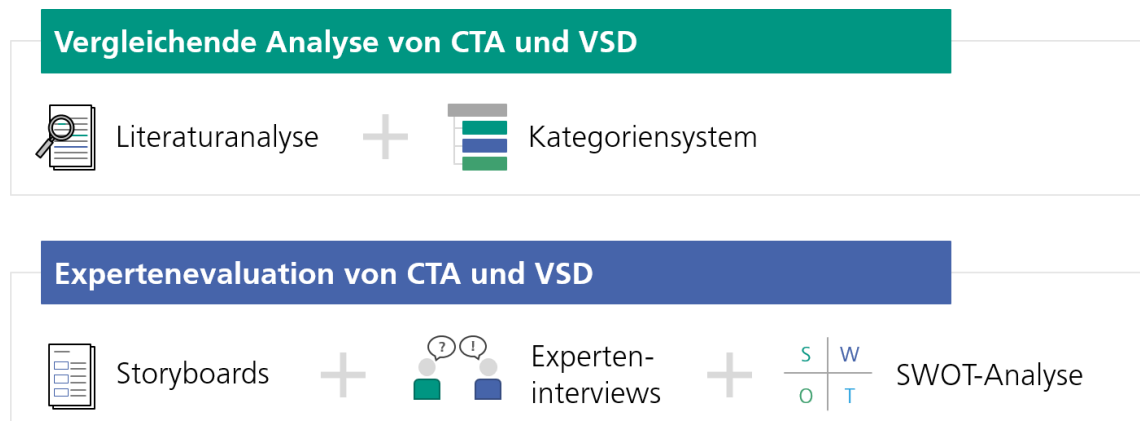 Vergleichende Analyse von CTA und VSD
Literaturanalyse
Kategoriensystem
Expertenevaluation von CTA und VSD
Storyboards
? !
Experten-
interviews
S W
O T
SWOT-Analyse